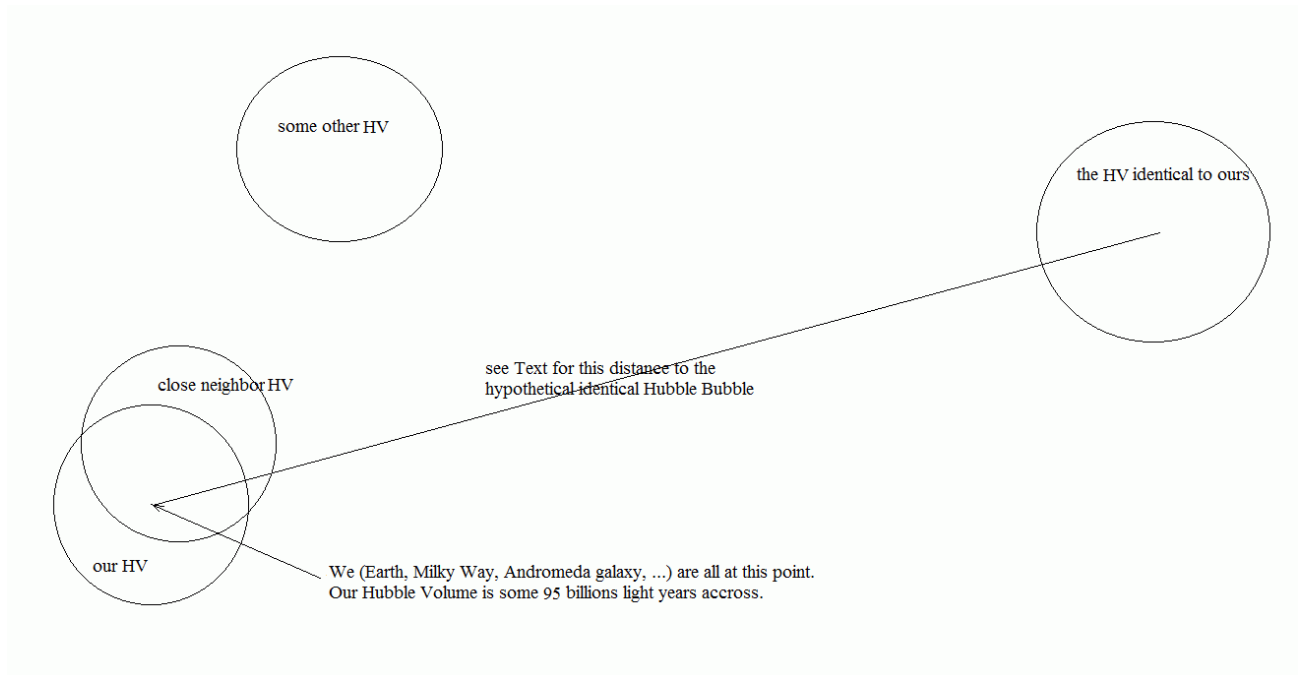 some other HV
the HV identical to ours
see Text for this distance to the
hypothetical identical Hubble Bubble
close neighbor HV
our HV
We (Earth, Milky Way, Andromeda galaxy, ...) are all at this point.
Our Hubble Volume is some 95 billions light years accross.